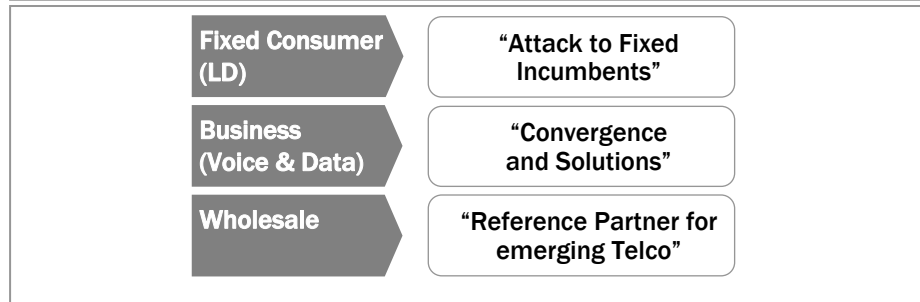 Fixed Consumer
(LD)
“Attack to Fixed
Incumbents”
Business
(Voice & Data)
“Convergence
and Solutions”
Wholesale
“Reference Partner for
emerging Telco”